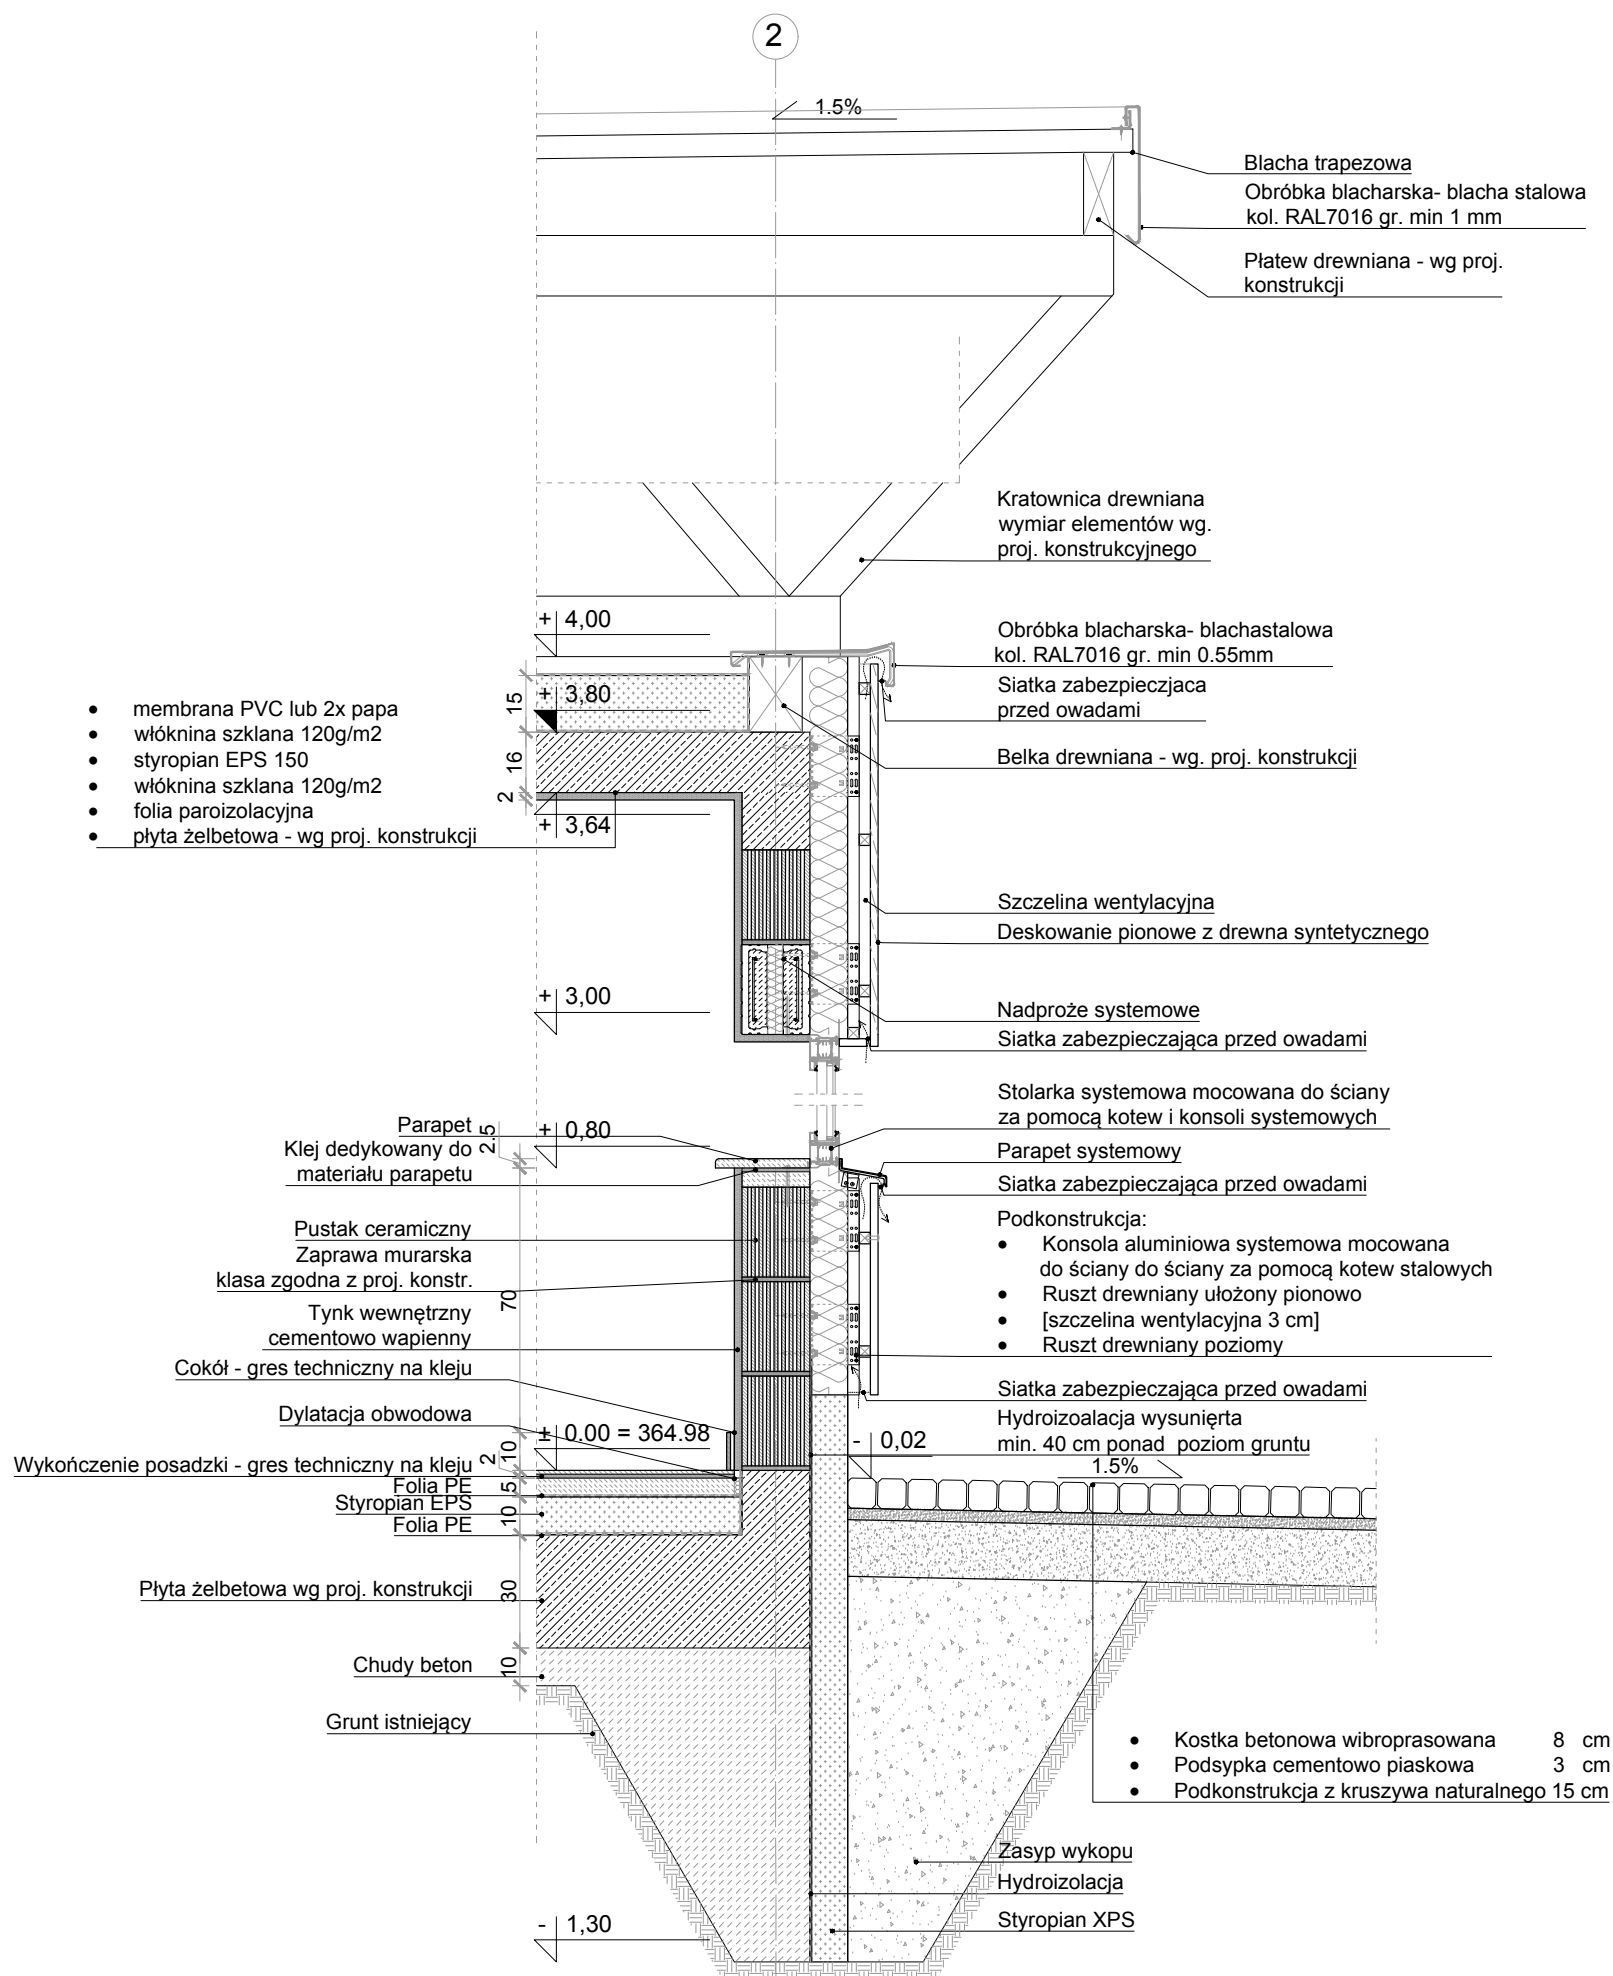 2
1.5%
Blacha trapezowa
Obróbka blacharska- blacha stalowa
kol. RAL7016 gr. min 1 mm
Płatew drewniana - wg proj.
konstrukcji
Kratownica drewniana
wymiar elementów wg.
proj. konstrukcyjnego
+ 4,00
Obróbka blacharska- blachastalowa
kol. RAL7016 gr. min 0.55mm
Siatka zabezpieczjaca
przed owadami
+ 3,80
15
16
2
• membrana PVC lub 2x papa
• włóknina szklana 120g/m2
• styropian EPS 150
• włóknina szklana 120g/m2
• folia paroizolacyjna
• płyta żelbetowa - wg proj. konstrukcji
Belka drewniana - wg. proj. konstrukcji
+ 3,64
Szczelina wentylacyjna
Deskowanie pionowe z drewna syntetycznego
+ 3,00
Nadproże systemowe
Siatka zabezpieczająca przed owadami
Stolarka systemowa mocowana do ściany
za pomocą kotew i konsoli systemowych
Parapet
2.5
+ 0,80
Klej dedykowany do
materiału parapetu
Parapet systemowy
Siatka zabezpieczająca przed owadami
Podkonstrukcja:
• Konsola aluminiowa systemowa mocowana
do ściany do ściany za pomocą kotew stalowych
• Ruszt drewniany ułożony pionowo
• [szczelina wentylacyjna 3 cm]
• Ruszt drewniany poziomy
Pustak ceramiczny
Zaprawa murarska
klasa zgodna z proj. konstr.
70
Tynk wewnętrzny
cementowo wapienny
Cokół - gres techniczny na kleju
Siatka zabezpieczająca przed owadami
Dylatacja obwodowa
Hydroizoalacja wysunięrta
min. 40 cm ponad poziom gruntu
± 0.00 = 364.98
- 0,02
1.5%
10
2
Wykończenie posadzki - gres techniczny na kleju
Folia PE
5
Styropian EPS
10
Folia PE
Płyta żelbetowa wg proj. konstrukcji
30
Chudy beton
10
Grunt istniejący
• Kostka betonowa wibroprasowana 8 cm
• Podsypka cementowo piaskowa 3 cm
• Podkonstrukcja z kruszywa naturalnego 15 cm
Zasyp wykopu
Hydroizolacja
Styropian XPS
- 1,30